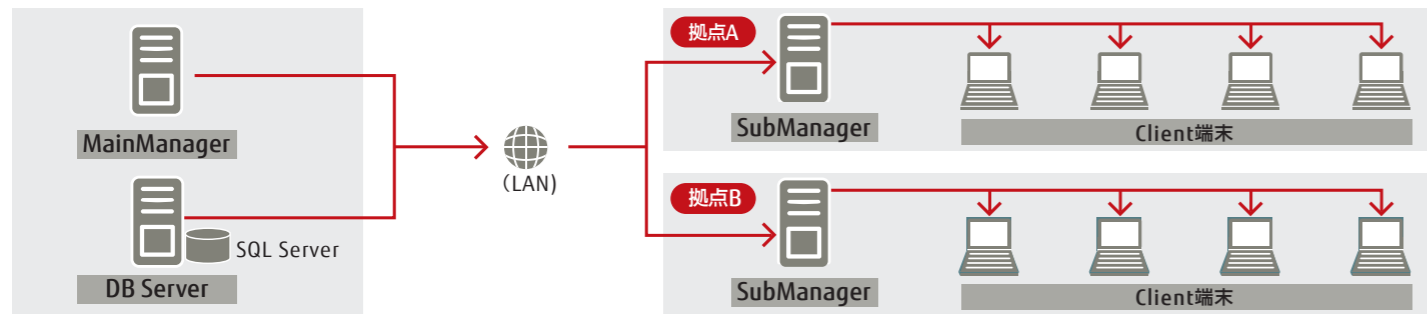 MainManager
SQL Server
DB Server
(LAN)
拠点A
SubManager
Client端末
拠点B
SubManager
Client端末